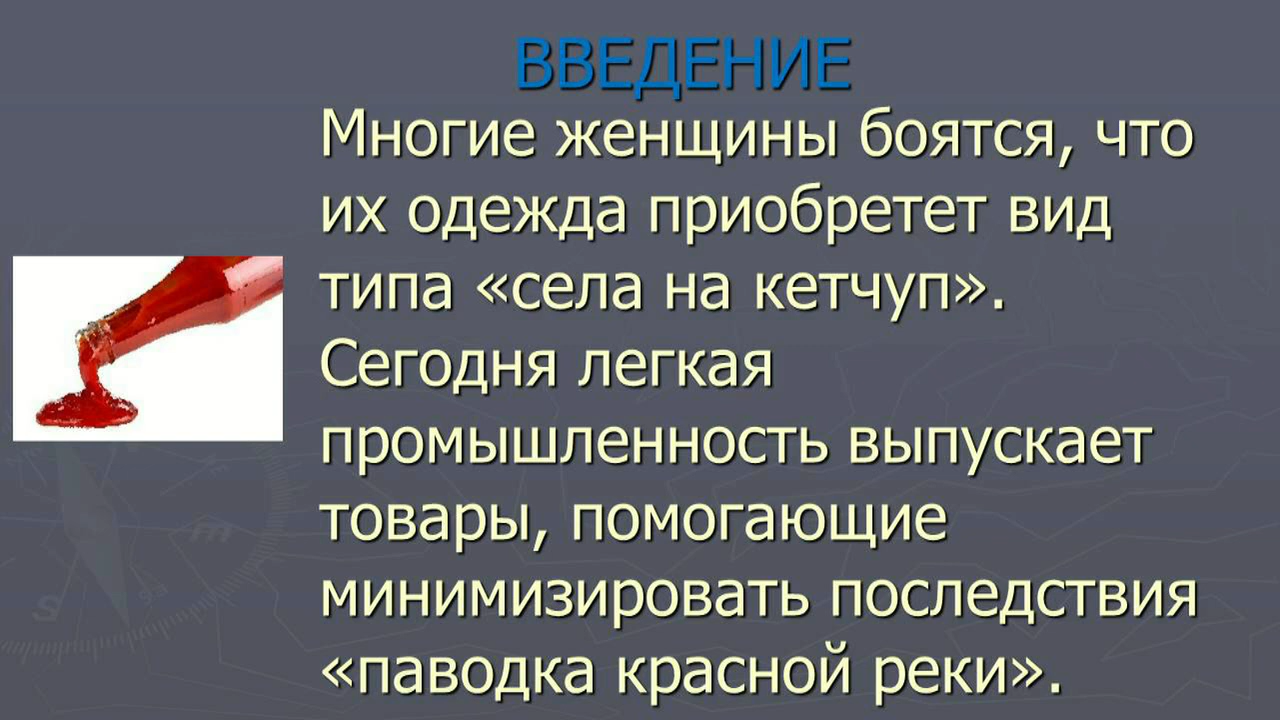 ВВЕДЕНИЕ
Многие женщины боятся, что
их одежда приобретет вид
типа «села на кетчуп».
Сегодня легкая
промышленность выпускает
товары, помогающие
минимизировать последствия
«паводка красной реки».